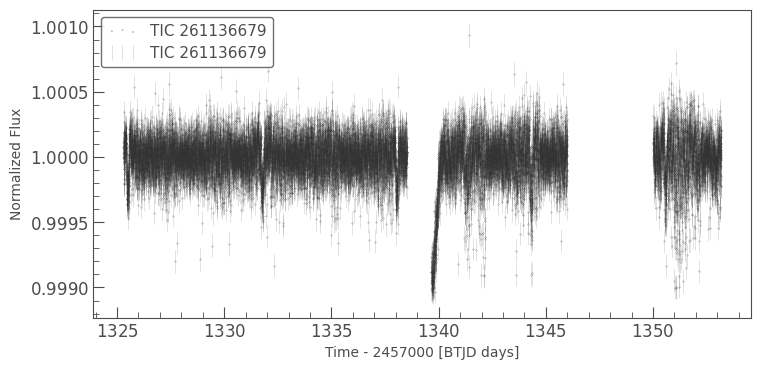 TIC 261136679
TIC 261136679
Normalized Flux
1.0010
1.0005
1.0000
0.9995
0.9990
1325 1330 1335 1340 1345 1350
Time - 2457000 [BTJD days]